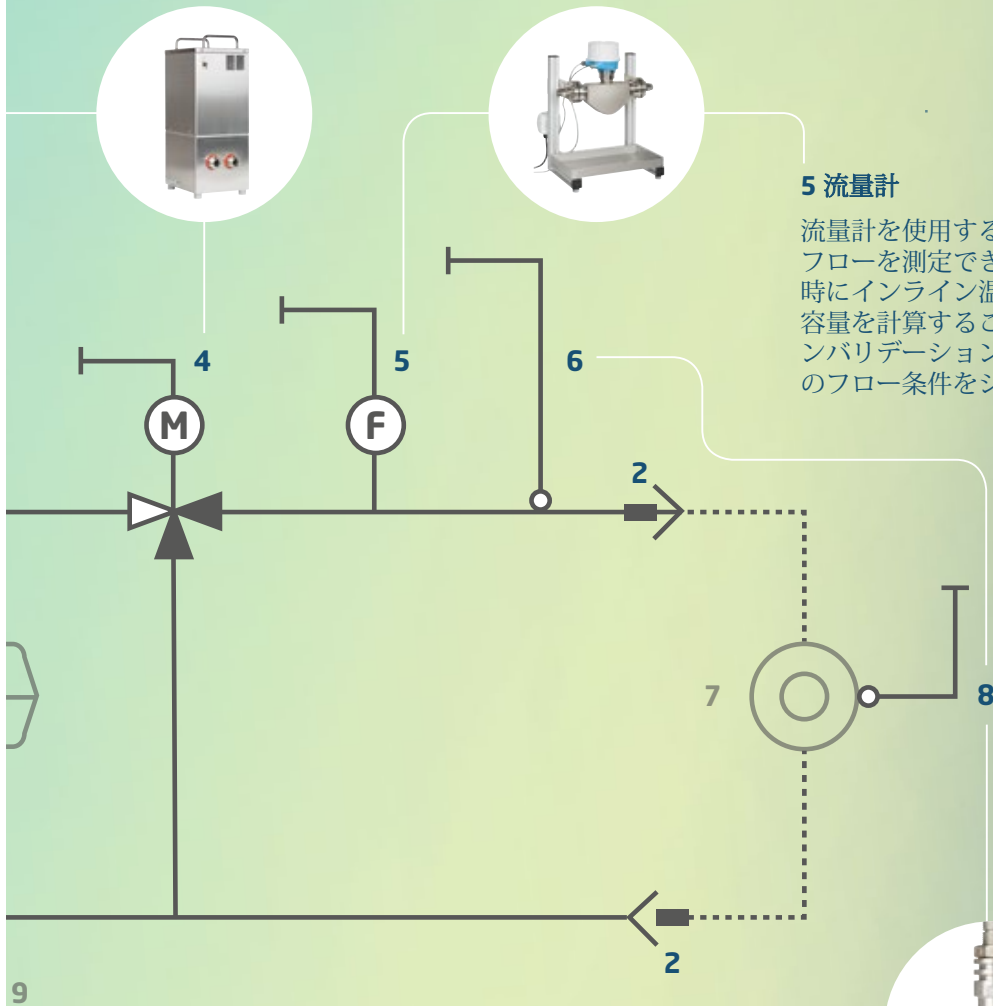 5 流量計
流量計を使用する
フローを測定でき
時にインライン温
容量を計算するこ
ンバリデーション
のフロー条件をシ
4
5
6
M
F
2
7
8
2
9